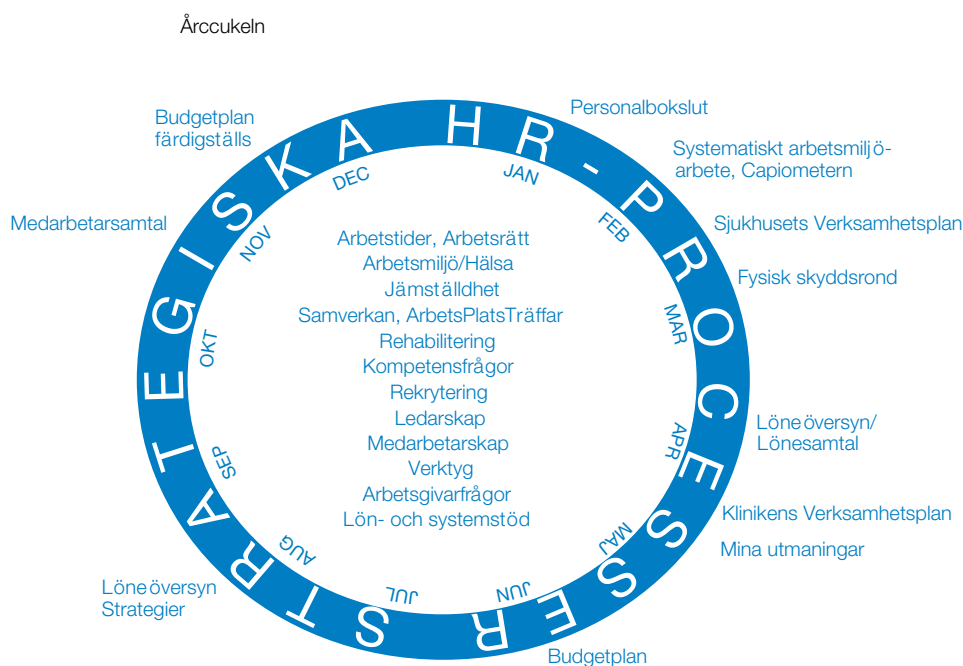 Årccukeln
STRATEGISKA HR-PROCESSER
Personalbokslut
Systematiskt arbetsmiljö-
arbete, Capiometern
Sjukhusets Verksamhetsplan
Fysisk skyddsrond
Löneöversyn/
Lönesamtal
Klinikens Verksamhetsplan
Mina utmaningar
Budgetplan
Löneöversyn
Strategier
Medarbetarsamtal
Budgetplan
färdigställs
JAN
FEB
MAR
APR
MAJ
JUN
JUL
AUG
SEP
OKT
NOV
DEC
Arbetstider, Arbetsrätt
Arbetsmiljö/Hälsa
Jämställdhet
Samverkan, ArbetsPlatsTräffar
Rehabilitering
Kompetensfrågor
Rekrytering
Ledarskap
Medarbetarskap
Verktyg
Arbetsgivarfrågor
Lön- och systemstöd